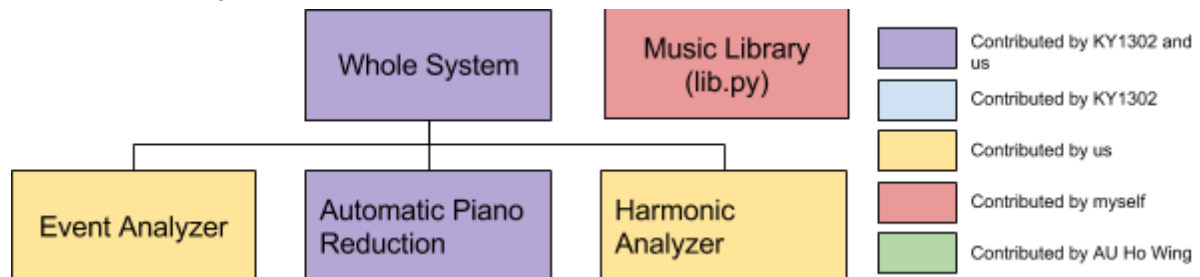 Whole System
Music Library
(lib.py)
Event Analyzer
Automatic Piano
Reduction
Harmonic
Analyzer
Contributed by KY1302 and
us
Contributed by KY1302
Contributed by us
Contributed by myself
Contributed by AU Ho Wing